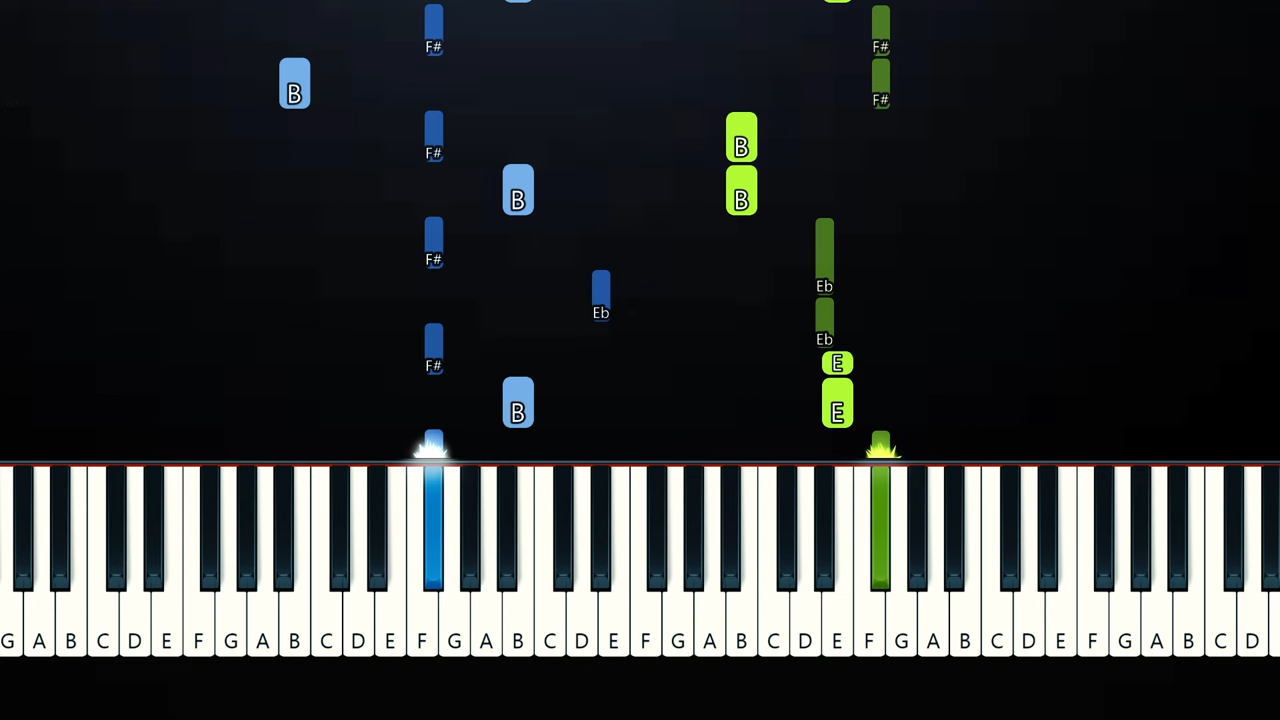 F# F#
B F#
F# B
B B
F# Eb
Eb Eb
F# E
B E
G A B C D E F G A B C D E F G A B C D E F G A B C D E F G A B C D E F G A B C D